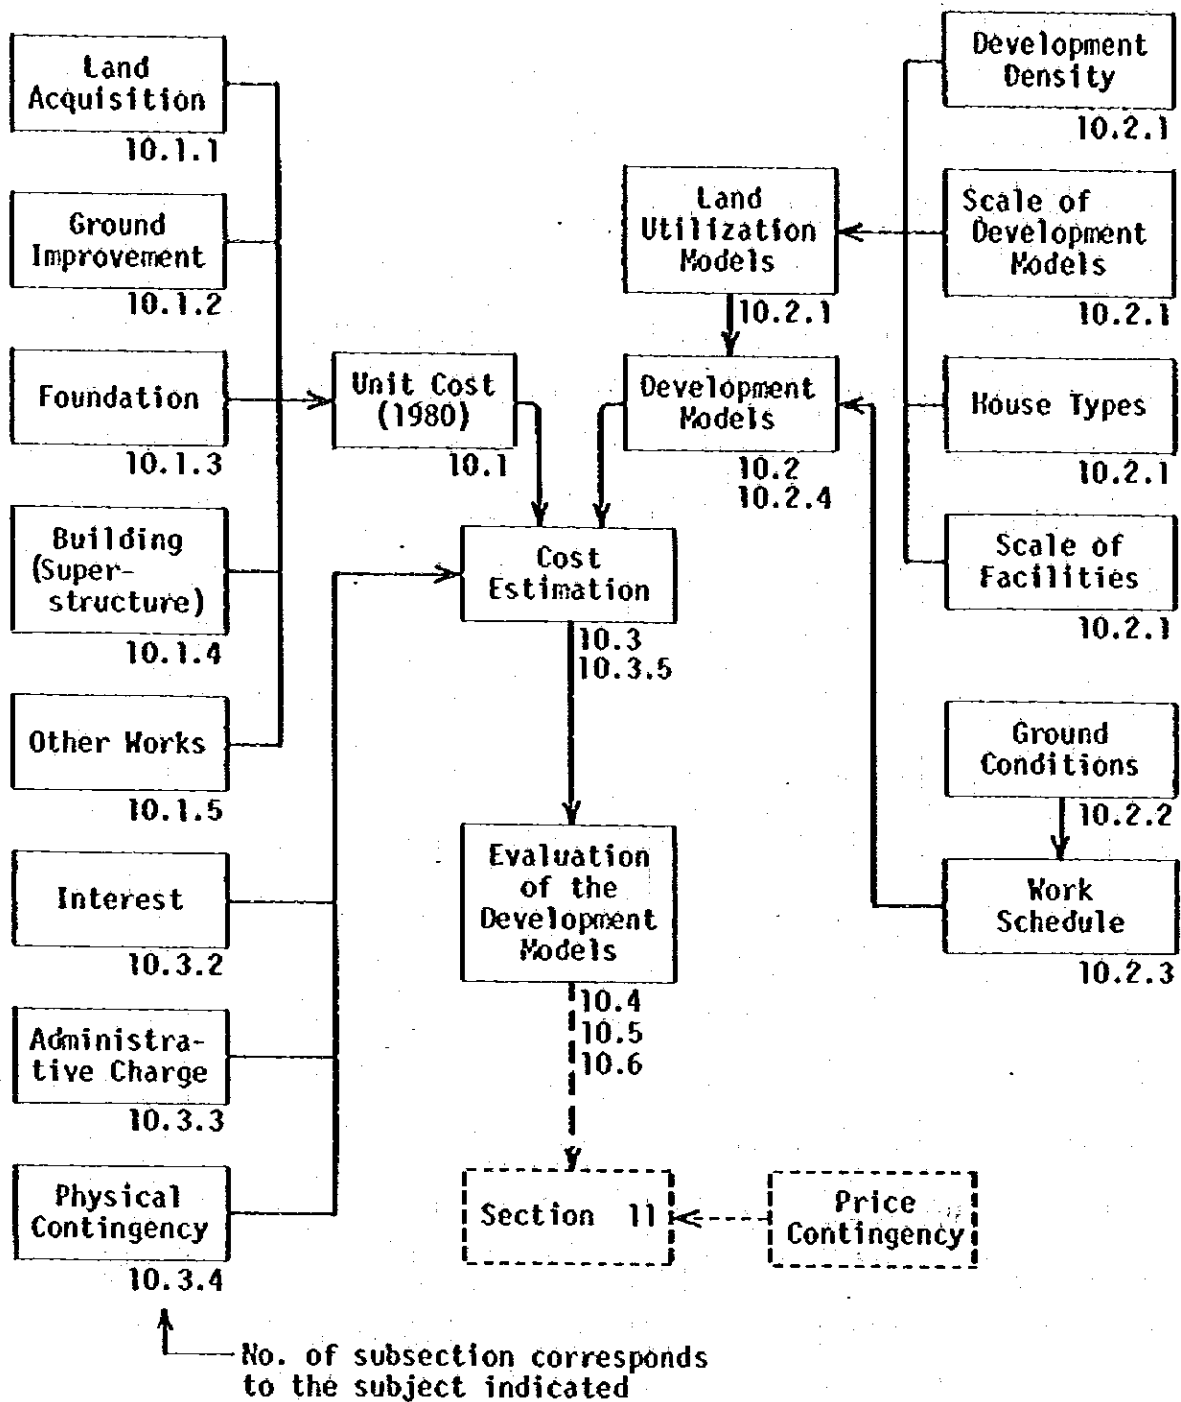 Land
Acquisition
10.1.1
Ground
Improvement
10.1.2
Foundation
10.1.3
Building
(Super-
structure)
10.1.4
Other Works
10.1.5
Interest
10.3.2
Administra-
tive Charge
10.3.3
Physical
Contingency
10.3.4
No. of subsection corresponds
to the subject indicated
Unit Cost
(1980)
10.1
Land
Utilization
Models
10.2.1
Development
Models
10.2
10.2.4
Cost
Estimation
10.3
10.3.5
Evaluation
of the
Development
Models
10.4
10.5
10.6
Section 11
Price
Contingency
Development
Density
10.2.1
Scale of
Development
Models
10.2.1
House Types
10.2.1
Scale of
Facilities
10.2.1
Ground
Conditions
10.2.2
Work
Schedule
10.2.3